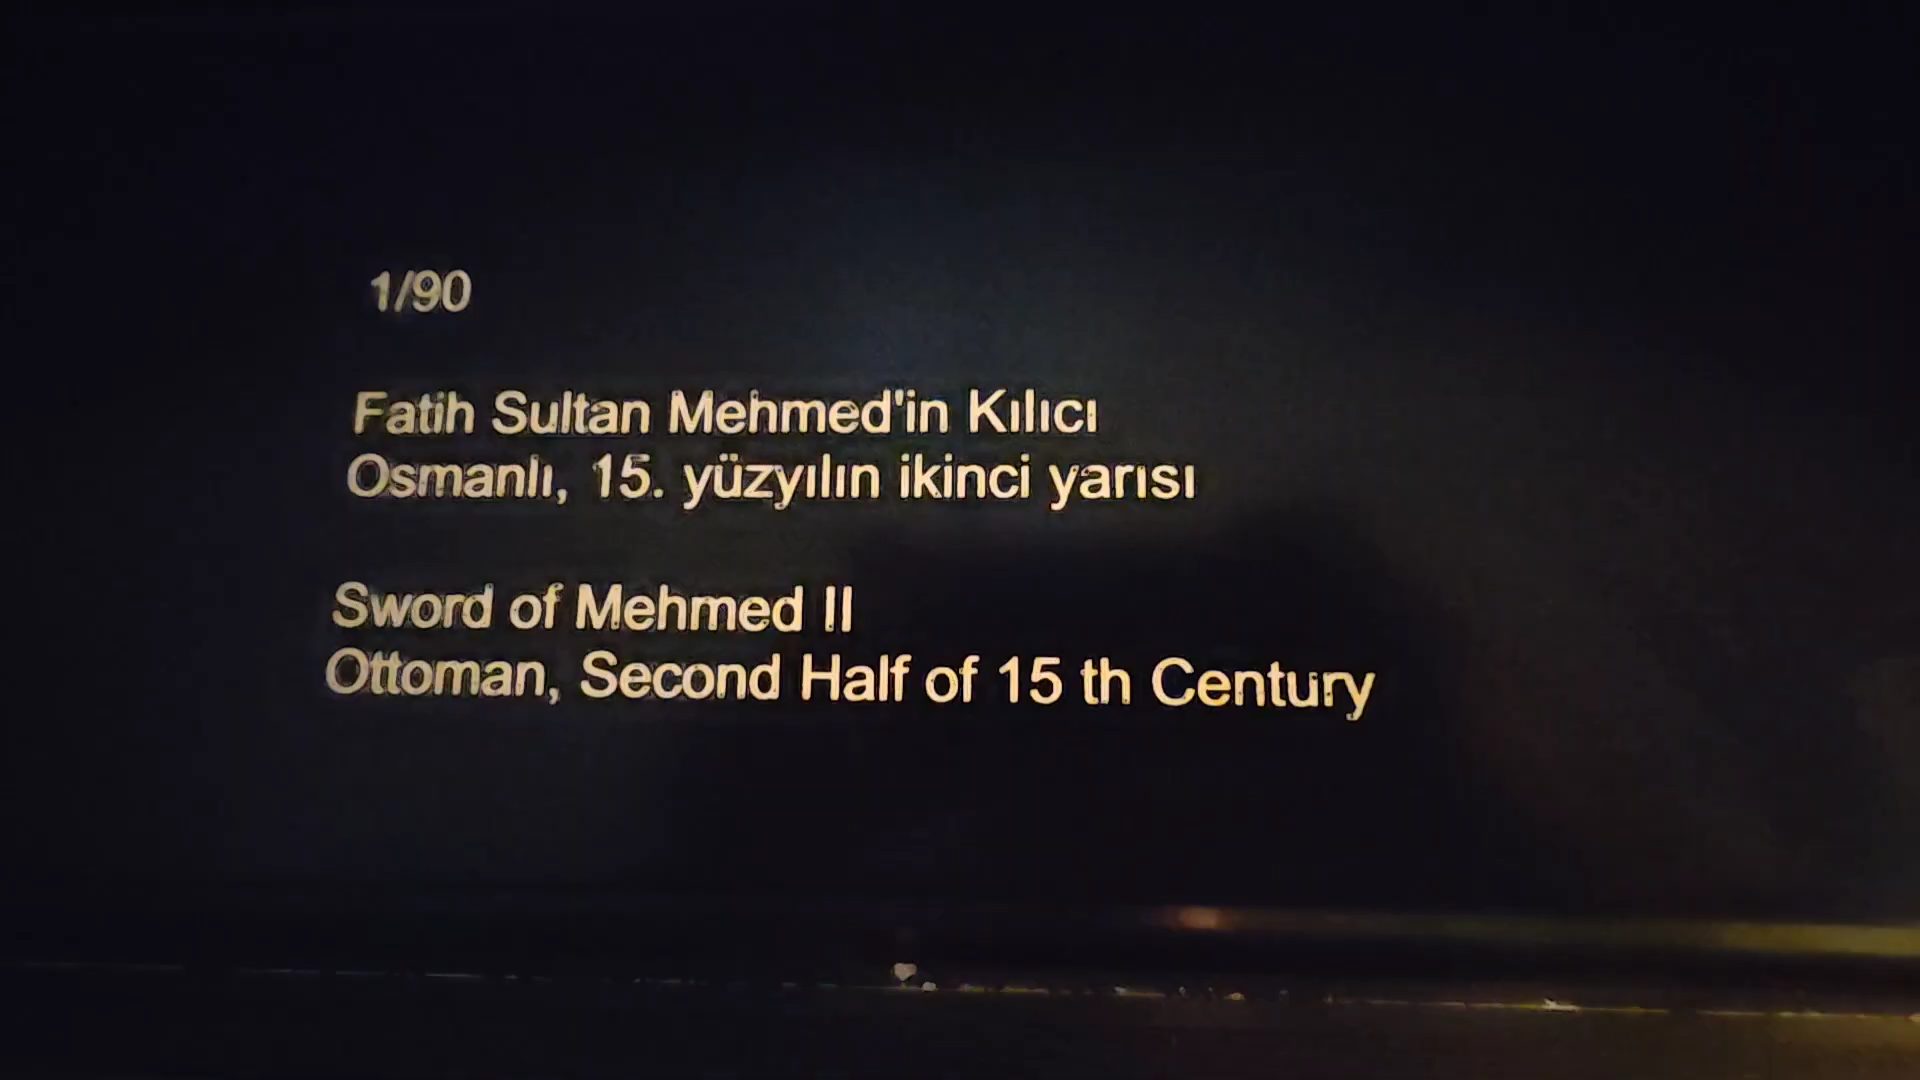 1/90
Fatih Sultan Mehmed'in Kılıcı
Osmanlı, 15. yüzyılın ikinci yarısı
Sword of Mehmed II
Ottoman, Second Half of 15 th Century